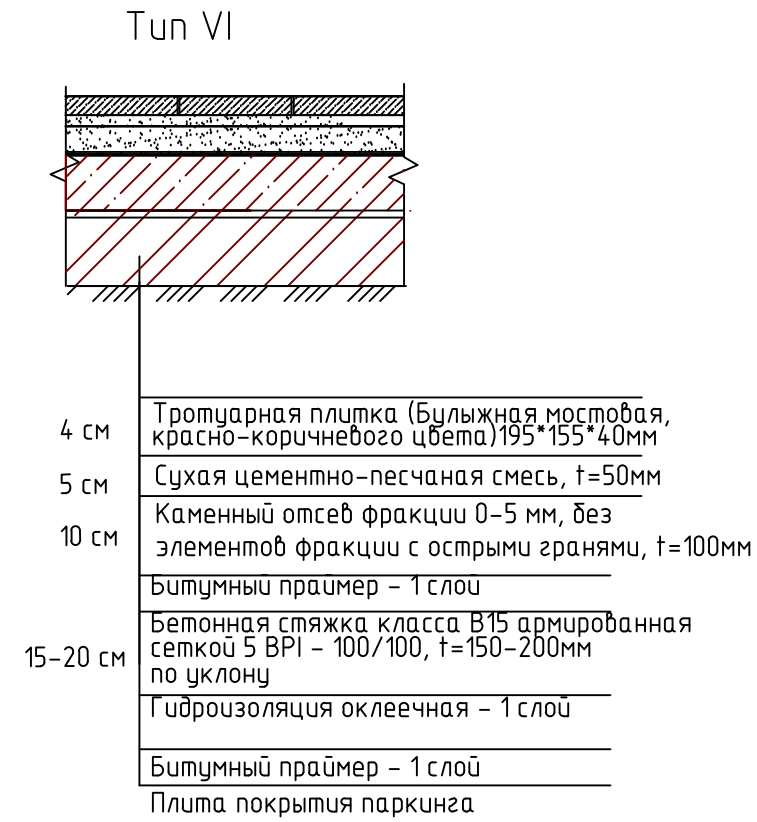 Тип VI
Тротуарная плитка (Булыжная мостовая,
4 см
красно-коричневого цвета)195*155*40мм
5 см
Сухая цементно-песчаная смесь, t=50мм
Каменный отсев фракции 0-5 мм, без
10 см
элементов фракции с острыми гранями, t=100мм
Битумный праймер - 1 слой
Бетонная стяжка класса В15 армированная
сеткой 5 BPI - 100/100, t=150-200мм
15-20 см
по уклону
Гидроизоляция оклеечная - 1 слой
Битумный праймер - 1 слой
Плита покрытия паркинга